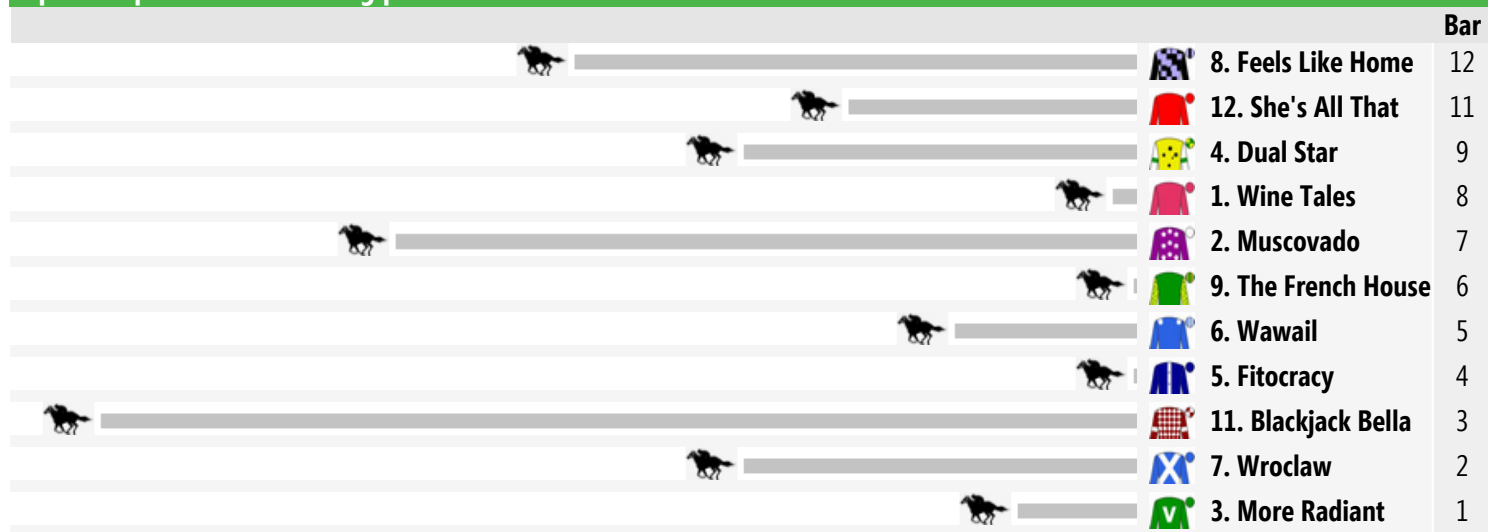 Bar
8. Feels Like Home 12
12. She's All That 11
4. Dual Star 9
1. Wine Tales 8
2. Muscovado 7
9. The French House 6
6. Wawail 5
5. Fitocracy 4
11. Blackjack Bella 3
7. Wroclaw 2
V 3. More Radiant 1